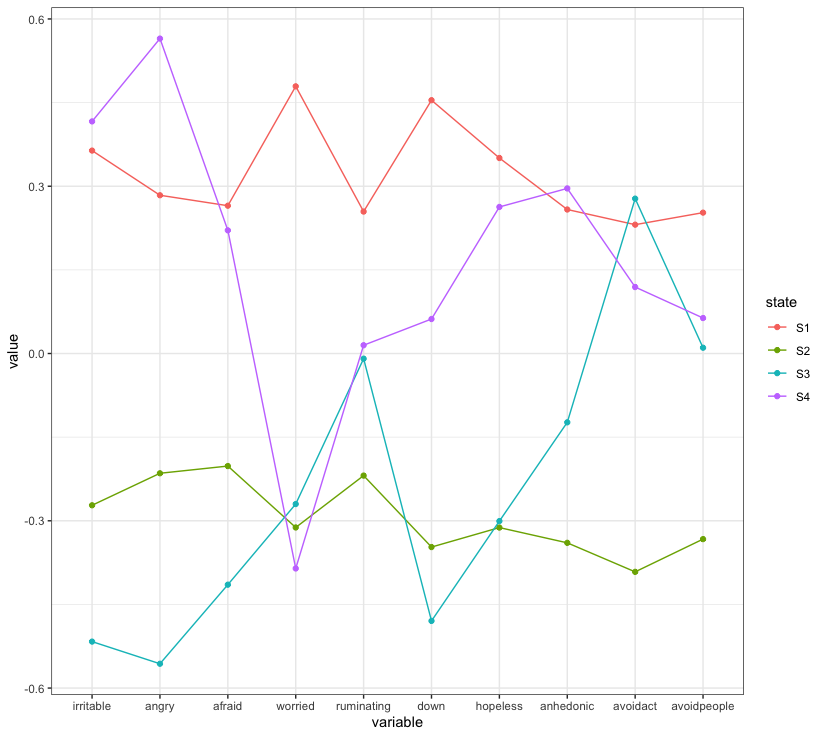 0.6
0.3
0.0
-0.3
-0.6
value
irritable angry afraid worried ruminating down hopeless anhedonic avoidact avoidpeople
variable
state
S1
S2
S3
S4